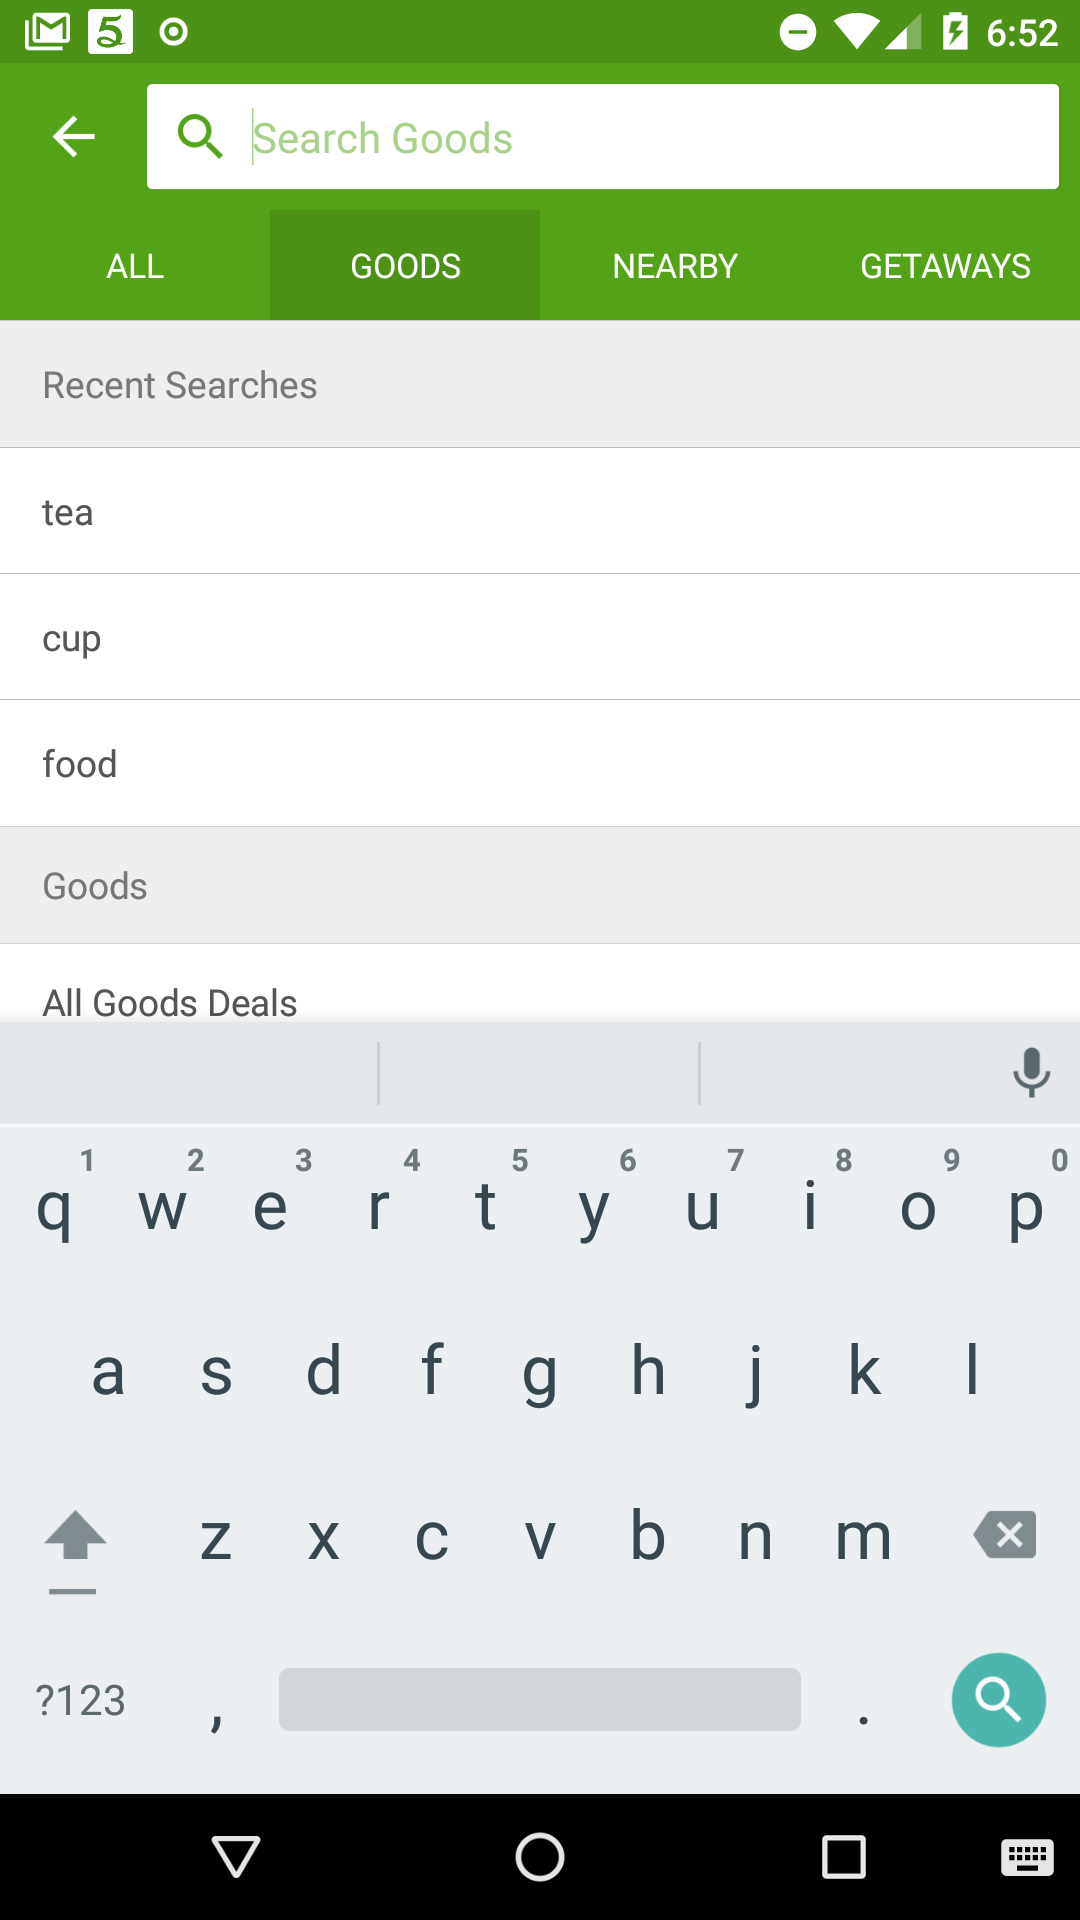 5 6:52
Search Goods
ALL GOODS NEARBY GETAWAYS
Recent Searches
tea
cup
food
Goods
All Goods Deals
1 2 3 4 5 6 7 8 9 0
q w e r t y u i o p
a s d f g h j k l
z x c v b n m
?123 , .